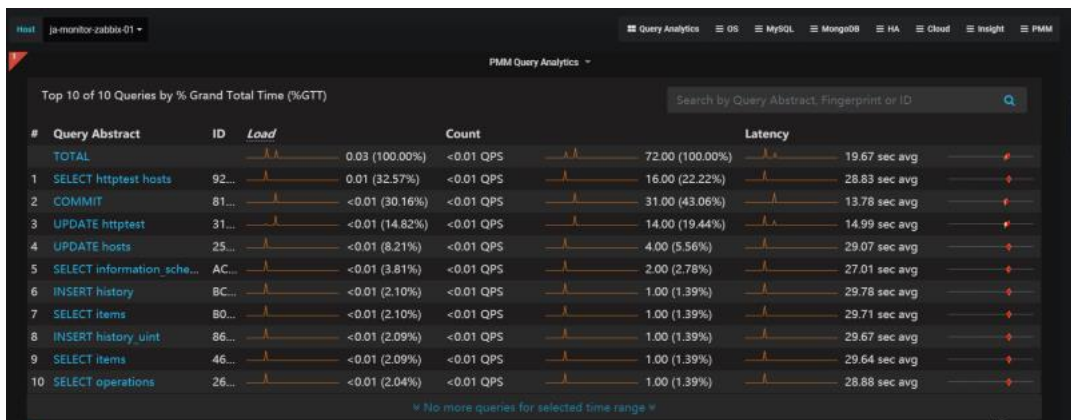 Host ja-monitor-zabbix-01 Query Analytics OS MySQL MongoDB HA Cloud Insight PMM
PMM Query Analytics
Top 10 of 10 Queries by % Grand Total Time (%GTT) Search by Query Abstract, Fingerprint or ID
# Query Abstract ID Load Count Latency
TOTAL 0.03 (100.00%) <0.01 QPS 72.00 (100.00%) 19.67 sec avg
1 SELECT httptest hosts 92... 0.01 (32.57%) <0.01 QPS 16.00 (22.22%) 28.83 sec avg
2 COMMIT 81... <0.01 (30.16%) <0.01 QPS 31.00 (43.06%) 13.78 sec avg
3 UPDATE httptest 31... <0.01 (14.82%) <0.01 QPS 14.00 (19.44%) 14.99 sec avg
4 UPDATE hosts 25... <0.01 (8.21%) <0.01 QPS 4.00 (5.56%) 29.07 sec avg
5 SELECT information_sche... AC... <0.01 (3.81%) <0.01 QPS 2.00 (2.78%) 27.01 sec avg
6 INSERT history BC... <0.01 (2.10%) <0.01 QPS 1.00 (1.39%) 29.78 sec avg
7 SELECT items B0... <0.01 (2.10%) <0.01 QPS 1.00 (1.39%) 29.71 sec avg
8 INSERT history_uint 86... <0.01 (2.09%) <0.01 QPS 1.00 (1.39%) 29.67 sec avg
9 SELECT items 46... <0.01 (2.09%) <0.01 QPS 1.00 (1.39%) 29.64 sec avg
10 SELECT operations 26... <0.01 (2.04%) <0.01 QPS 1.00 (1.39%) 28.88 sec avg
No more queries for selected time range